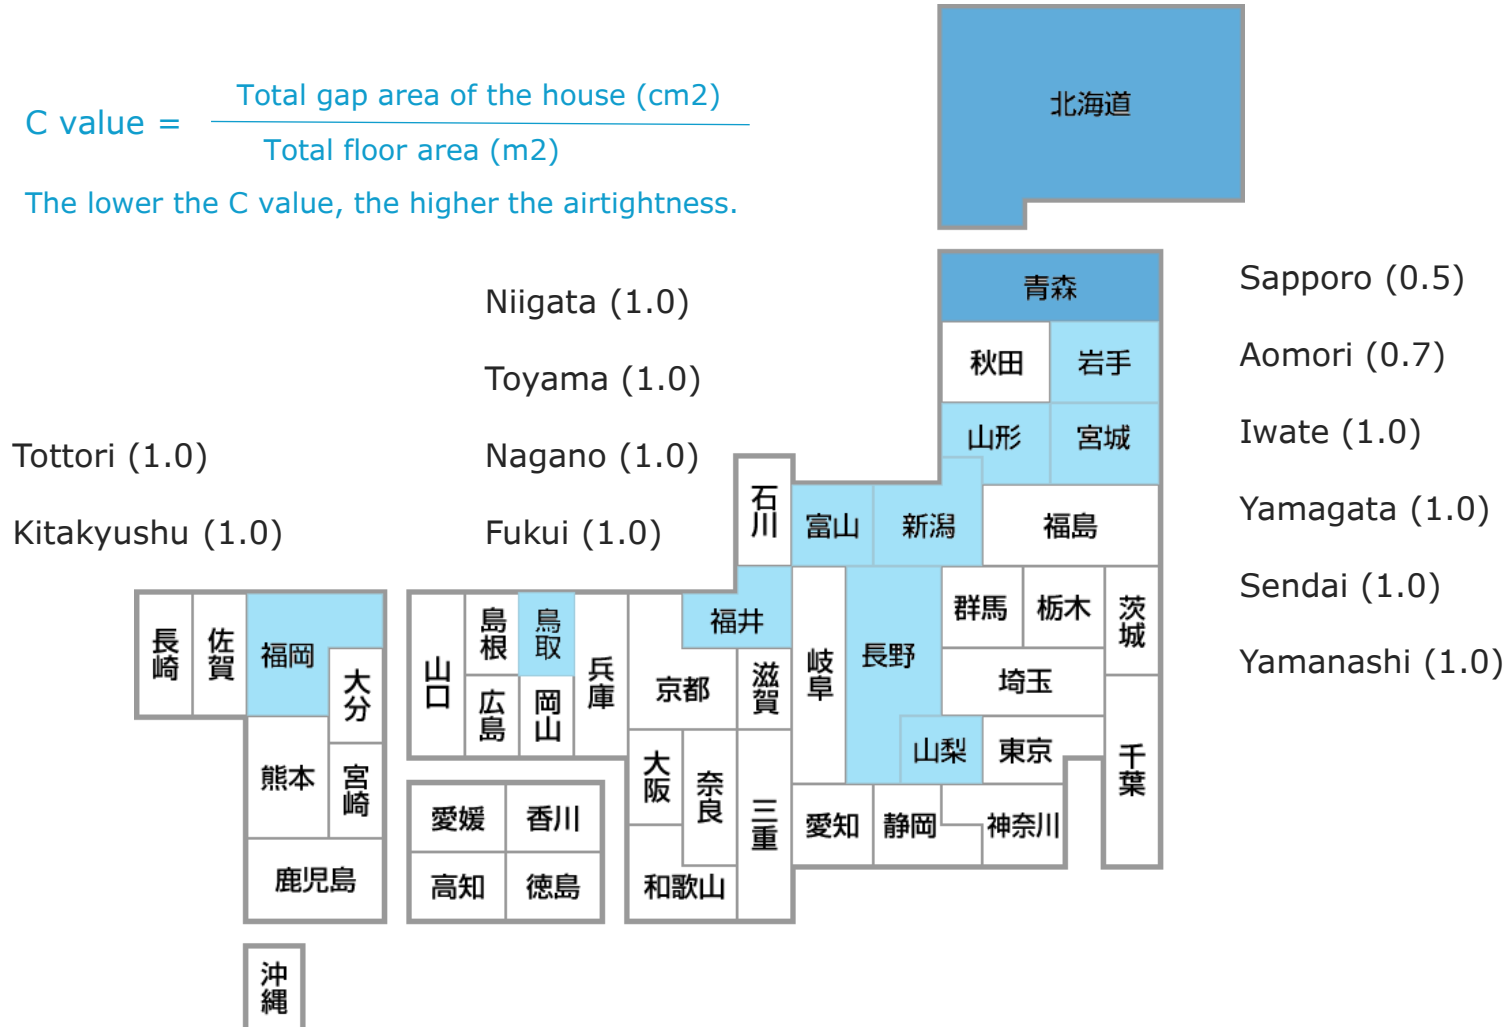 C value =
Total gap area of the house (cm2)
Total floor area (m2)
The lower the C value, the higher the airtightness.
Niigata (1.0)
Toyama (1.0)
Nagano (1.0)
Fukui (1.0)
Tottori (1.0)
Kitakyushu (1.0)
Sapporo (0.5)
Aomori (0.7)
Iwate (1.0)
Yamagata (1.0)
Sendai (1.0)
Yamanashi (1.0)
北海道
青森
秋田
岩手
山形
宮城
石川
富山
新潟
福島
福井
岐阜
長野
群馬
栃木
茨城
埼玉
山梨
東京
千葉
愛知
静岡
神奈川
京都
滋賀
大阪
奈良
三重
和歌山
山口
島根
鳥取
広島
岡山
兵庫
愛媛
香川
高知
徳島
長崎
佐賀
福岡
大分
熊本
宮崎
鹿児島
沖縄